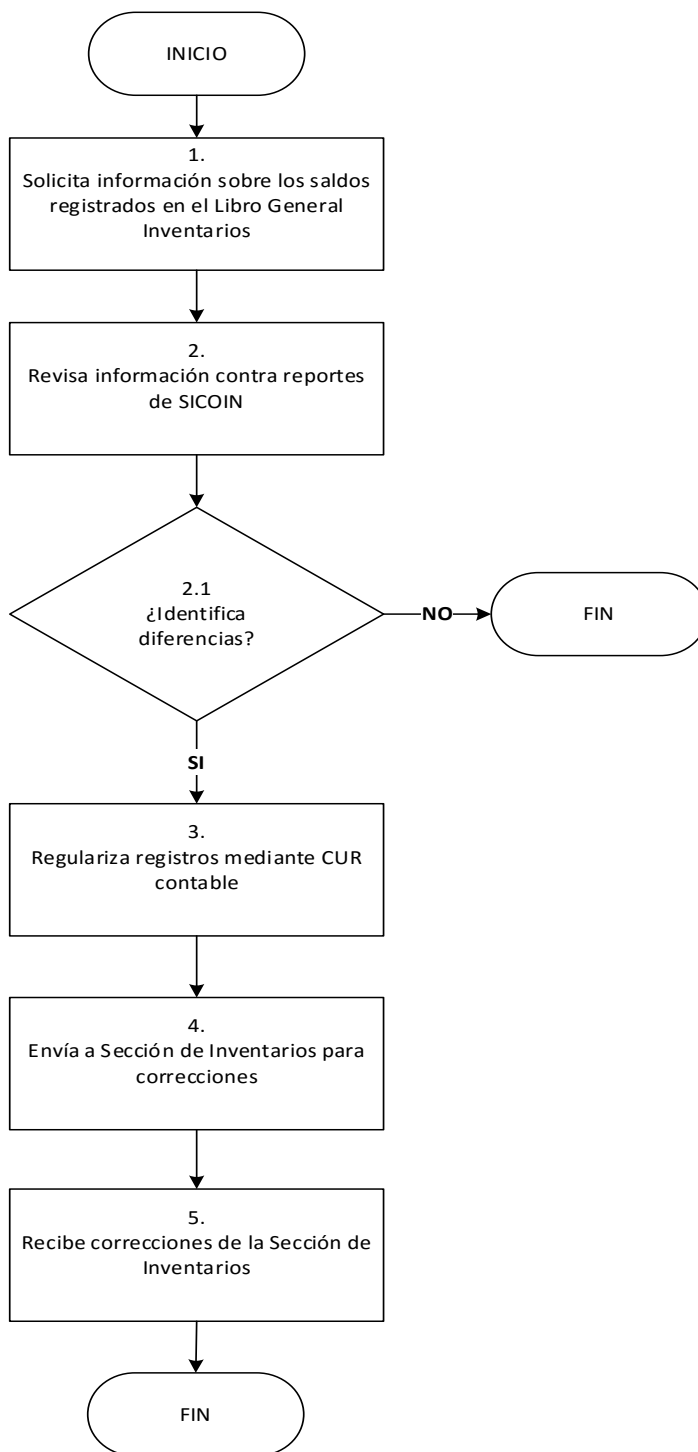 INICIO
1.
Solicita información sobre los saldos
registrados en el Libro General
Inventarios
2.
Revisa información contra reportes
de SICOIN
2.1
¿Identifica
diferencias?
NO
FIN
SI
3.
Regulariza registros mediante CUR
contable
4.
Envía a Sección de Inventarios para
correcciones
5.
Recibe correcciones de la Sección de
Inventarios
FIN